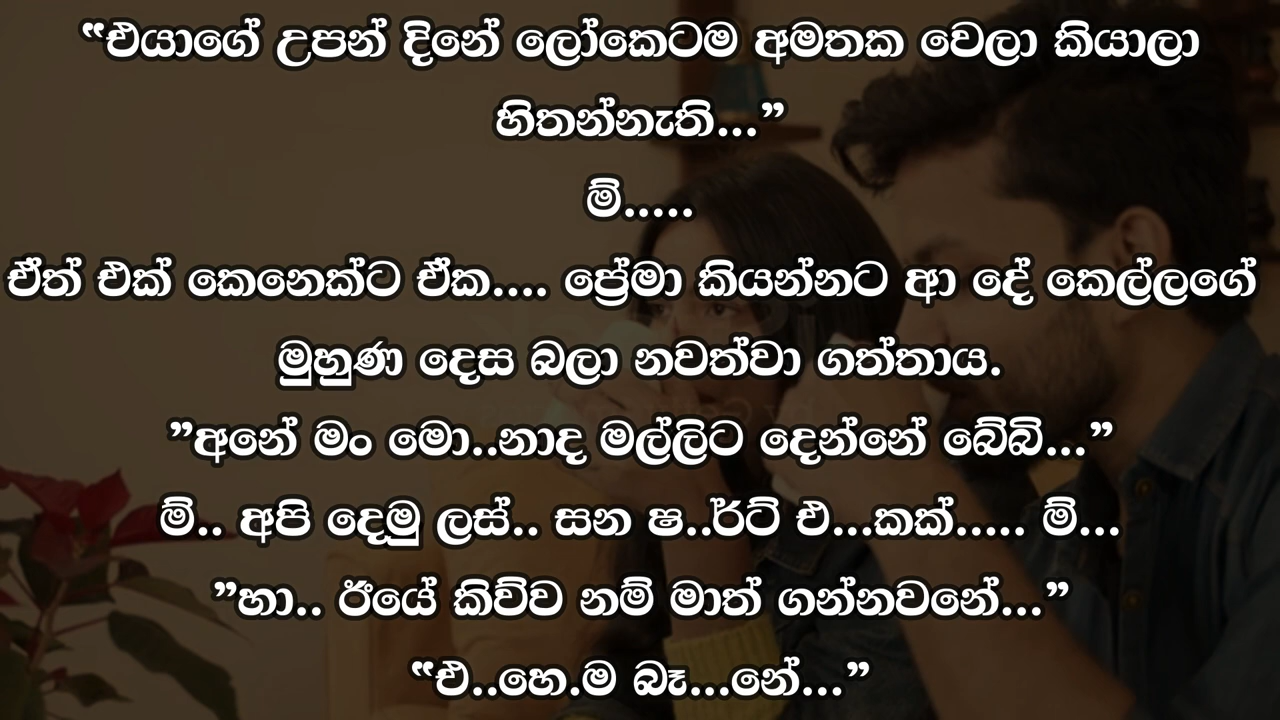 “එයාගේ උපන් දිනේ ලෝකෙටම අමතක වෙලා කියාලා
හිතන්නැති...”
ම්.....
ඒත් එක් කෙනෙක්ට ඒක.... ප්‍රේමා කියන්නට ආ දේ කෙල්ලගේ
මුහුණ දෙස බලා නවත්වා ගත්තාය.
”අනේ මං මො..නාද මල්ලිට දෙන්නේ බේබි...”
ම්.. අපි දෙමු ලස්.. සන ෂ..ර්ට් එ...කක්..... ම්...
”හා.. ඊයේ කිව්ව නම් මාත් ගන්නවනේ...”
“එ..හෙ.ම බෑ...නේ...”